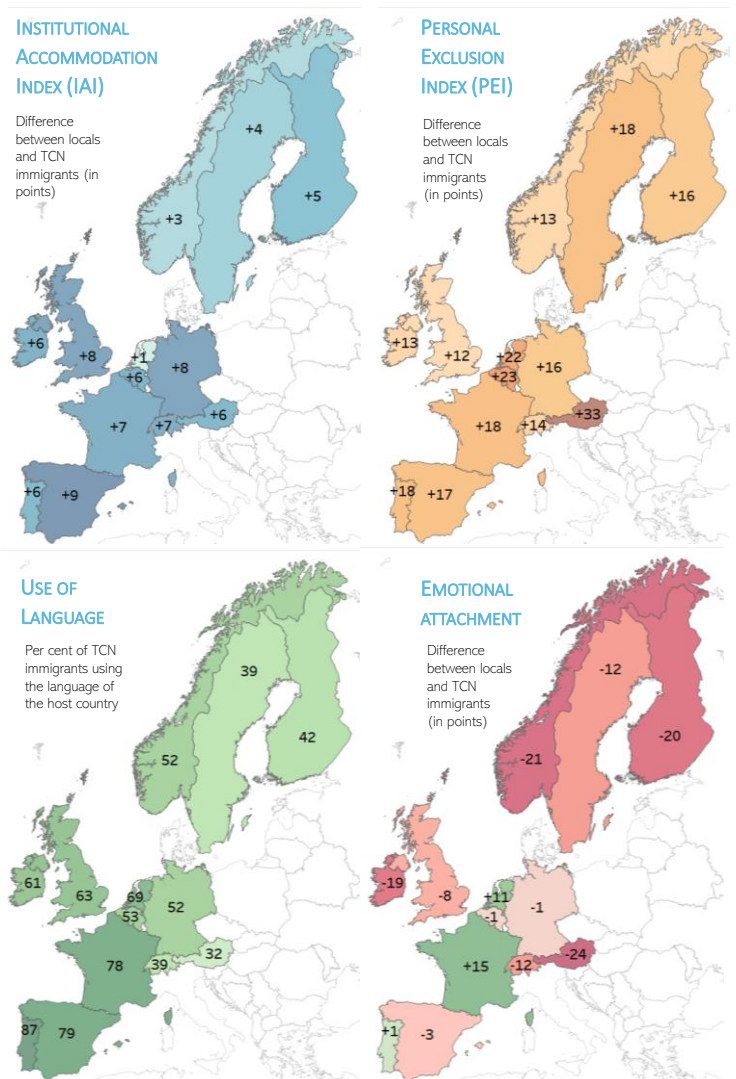 INSTITUTIONAL
ACCOMMODATION
INDEX (IAI)
Difference
between locals
and TCN
immigrants (in
points)
+4
+5
+3
+6
+8
+1
+6
+8
+7
+7
+6
+6
+9
PERSONAL
EXCLUSION
INDEX (PEI)
Difference
between locals
and TCN
immigrants
(in points)
+18
+16
+13
+13
+12
+22
+23
+16
+18
+14
+33
+18
+17
USE OF
LANGUAGE
Per cent of TCN
immigrants using
the language of
the host country
39
42
52
61
63
69
53
52
78
39
32
87
79
EMOTIONAL
ATTACHMENT
Difference
between locals
and TCN
immigrants
(in points)
-12
-20
-21
-19
-8
+11
-1
-1
+15
-12
-24
+1
-3